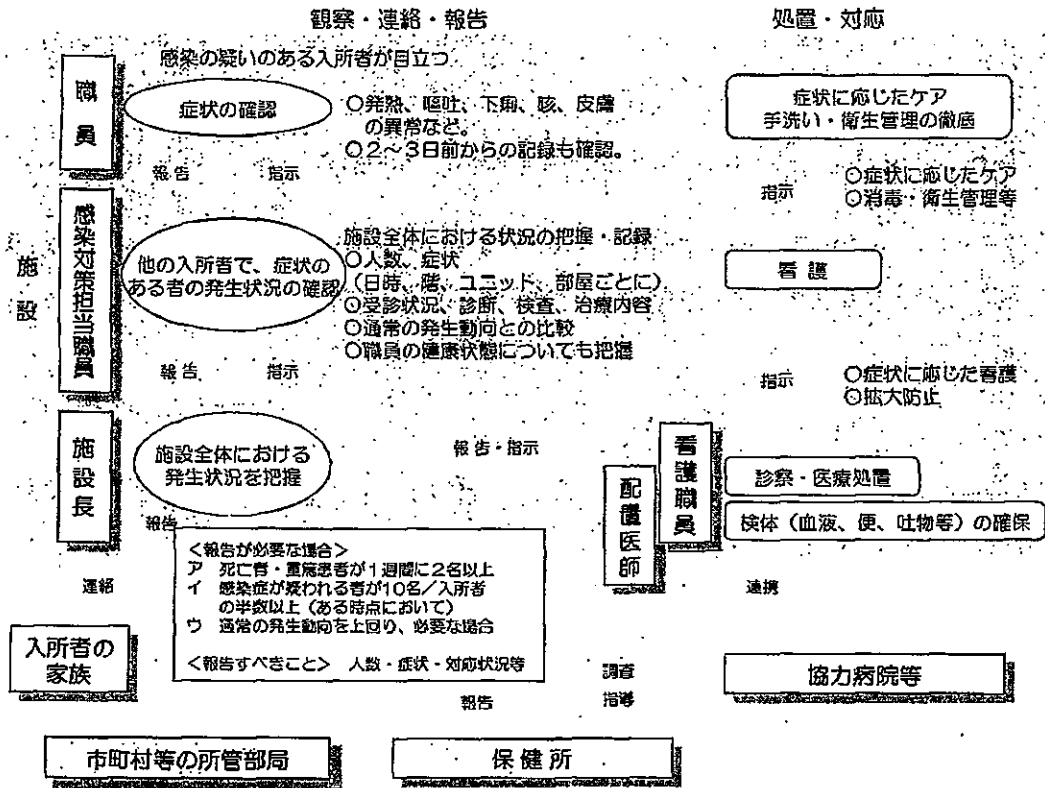 観察・連絡・報告
処置・対応
感染の疑いのある入所者が目立つ
職員
症状の確認
○発熱、嘔吐、下痢、咳、皮膚
の異常など。
○2～3日前からの記録も確認。
症状に応じたケア
手洗い・衛生管理の徹底
報告
指示
指示
○症状に応じたケア
○消毒・衛生管理等
施設
感染対策担当職員
他の入所者で、症状の
ある者の発生状況の確認
施設全体における状況の把握・記録
○人数、症状
(日時、階、ユニット、部屋ごとに)
○受診状況、診断、検査、治療内容
○通常の発生動向との比較
○職員の健康状態についても把握
看護
報告
指示
指示
○症状に応じた看護
○拡大防止
施設長
施設全体における
発生状況を把握
報告・指示
配置医師
看護職員
診察・医療処置
検体(血液、便、吐物等)の確保
報告
<報告が必要な場合>
ア 死亡者・重篤患者が1週間に2名以上
イ 感染症が疑われる者が10名/入所者
の半数以上(ある時点において)
ウ 通常の発生動向を上回り、必要な場合
<報告すべきこと> 人数・症状・対応状況等
連絡
連携
入所者の
家族
調査
指導
協力病院等
報告
市町村等の所管部局
保健所